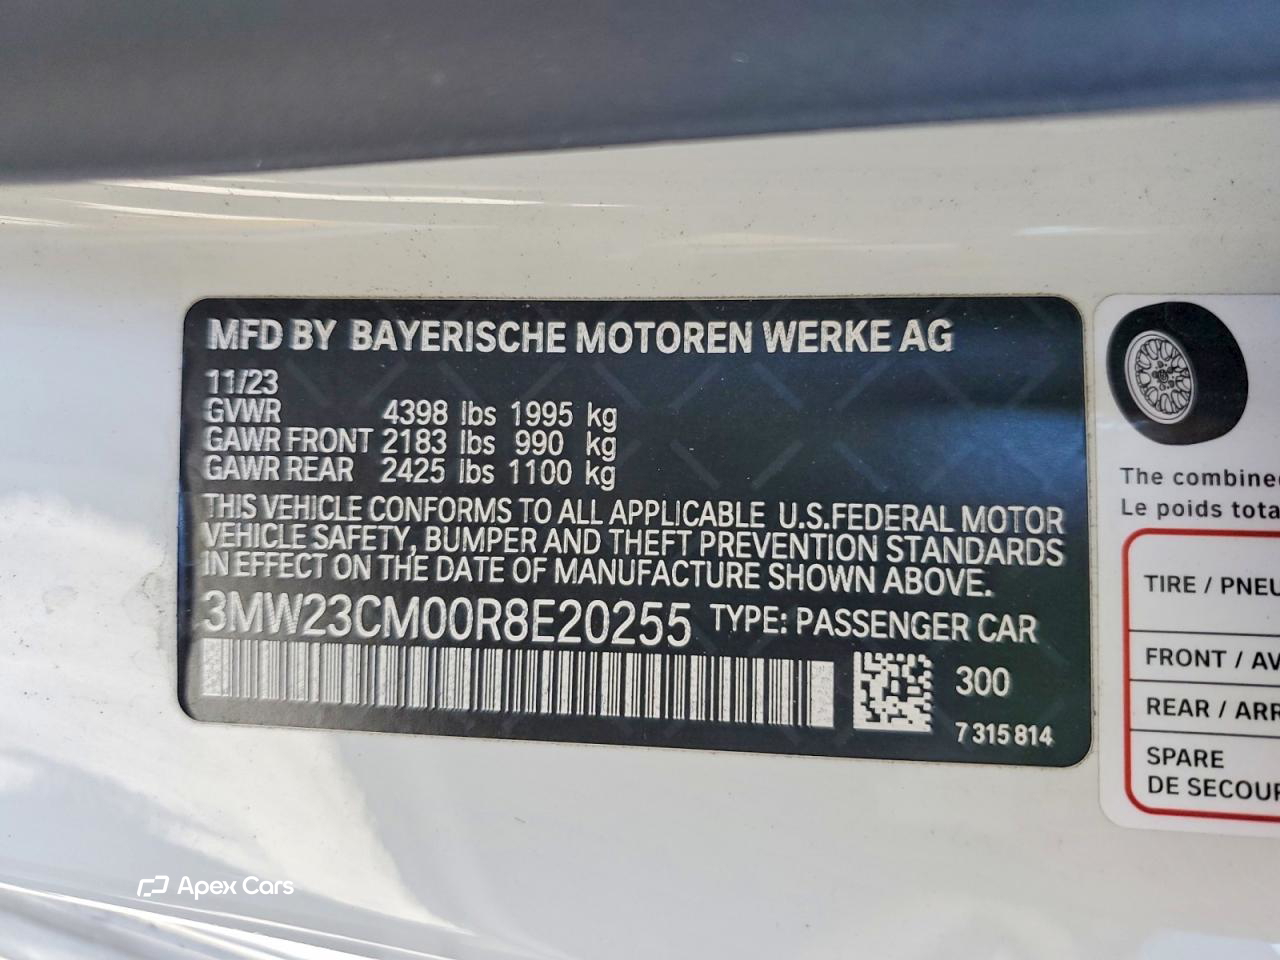 MFD BY BAYERISCHE MOTOREN WERKE AG
11/23
GVWR 4398 lbs 1995 kg
GAWR FRONT 2183 lbs 990 kg
GAWR REAR 2425 lbs 1100 kg
THIS VEHICLE CONFORMS TO ALL APPLICABLE U.S.FEDERAL MOTOR
VEHICLE SAFETY, BUMPER AND THEFT PREVENTION STANDARDS
IN EFFECT ON THE DATE OF MANUFACTURE SHOWN ABOVE.
3MW23CM00R8E20255 TYPE: PASSENGER CAR
300
7 315 814
The combine
Le poids tota
TIRE / PNEU
FRONT / AV
REAR / ARR
SPARE
DE SECOUR
Apex Cars